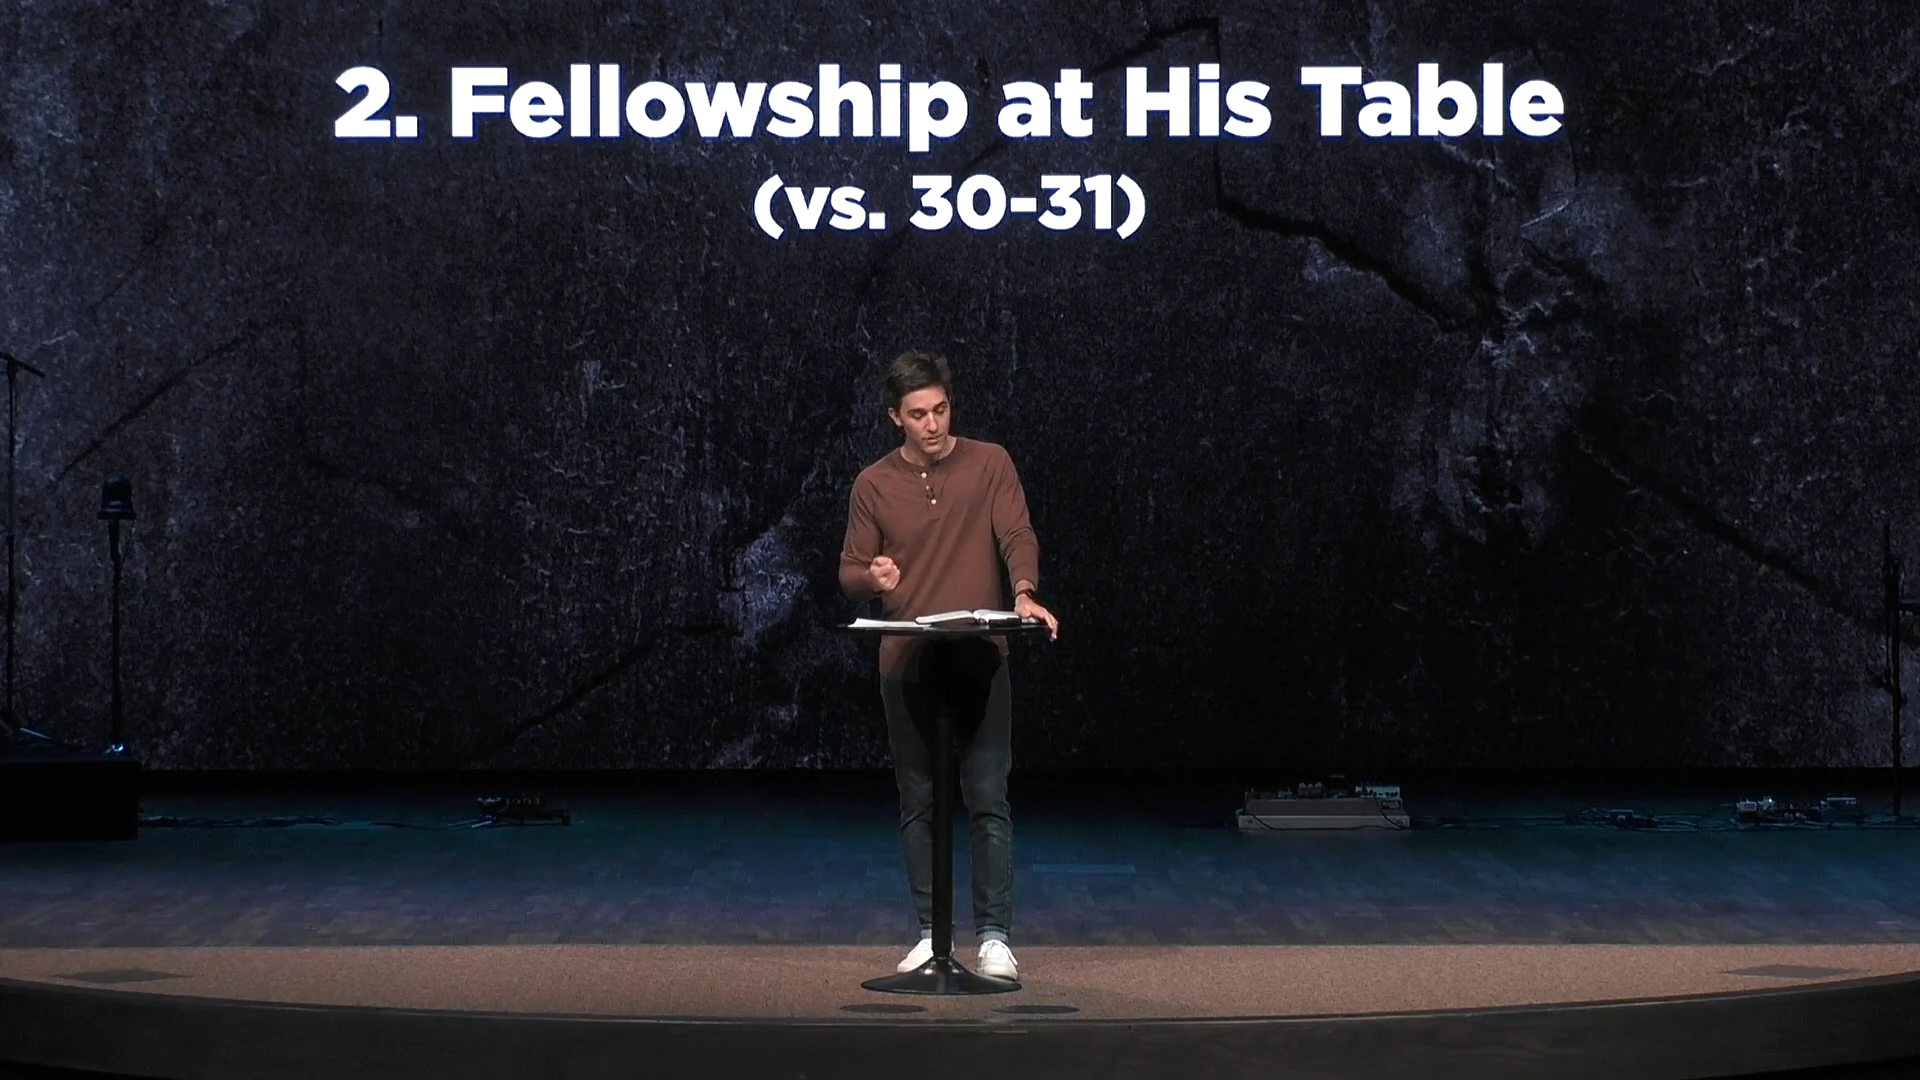 2. Fellowship at His Table
(vs. 30-31)